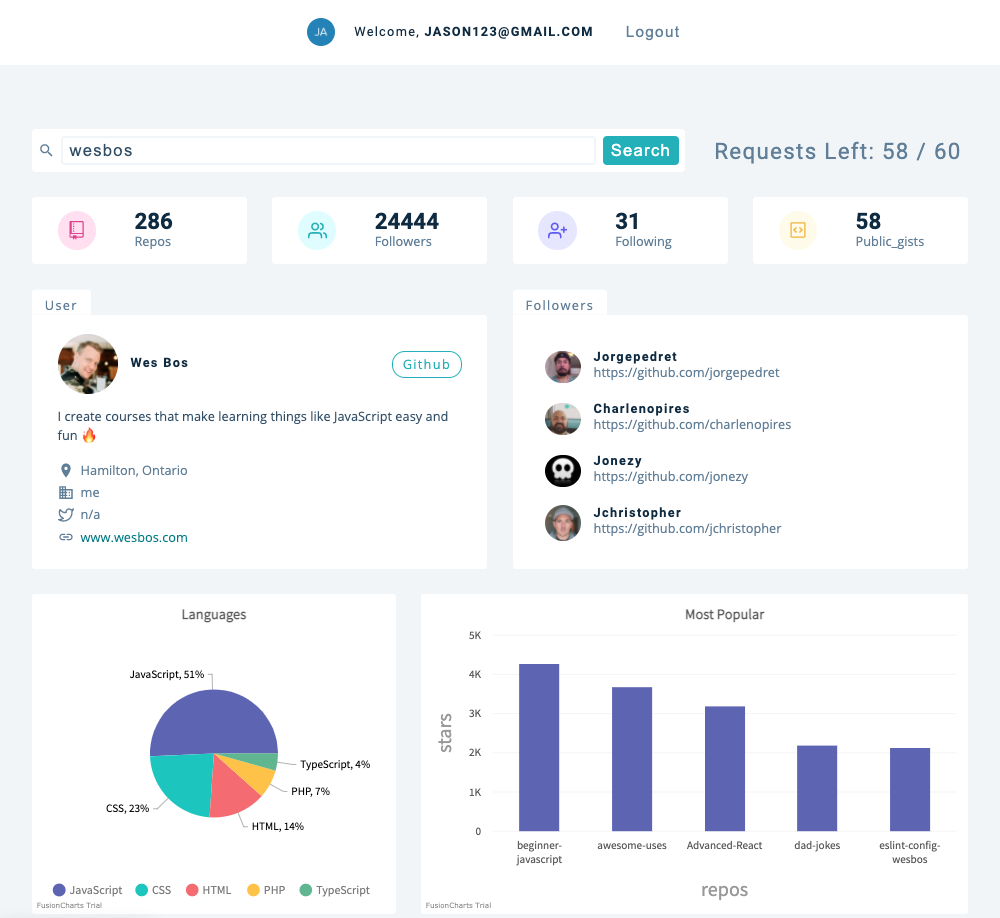 JA
Welcome, JASON123@GMAIL.COM
Logout
wesbos
Search
Requests Left: 58 / 60
286
Repos
24444
Followers
31
Following
58
Public_gists
User
Wes Bos
Github
I create courses that make learning things like JavaScript easy and
fun 🔥
Hamilton, Ontario
me
n/a
www.wesbos.com
Followers
Jorgepedret
https://github.com/jorgepedret
Charlenopires
https://github.com/charlenopires
Jonezy
https://github.com/jonezy
Jchristopher
https://github.com/jchristopher
Languages
JavaScript, 51%
TypeScript, 4%
PHP, 7%
CSS, 23%
HTML, 14%
JavaScript
CSS
HTML
PHP
TypeScript
FusionCharts Trial
Most Popular
5K
4K
3K
2K
1K
0
stars
beginner-
javascript
awesome-uses
Advanced-React
dad-jokes
eslint-config-
wesbos
repos
FusionCharts Trial